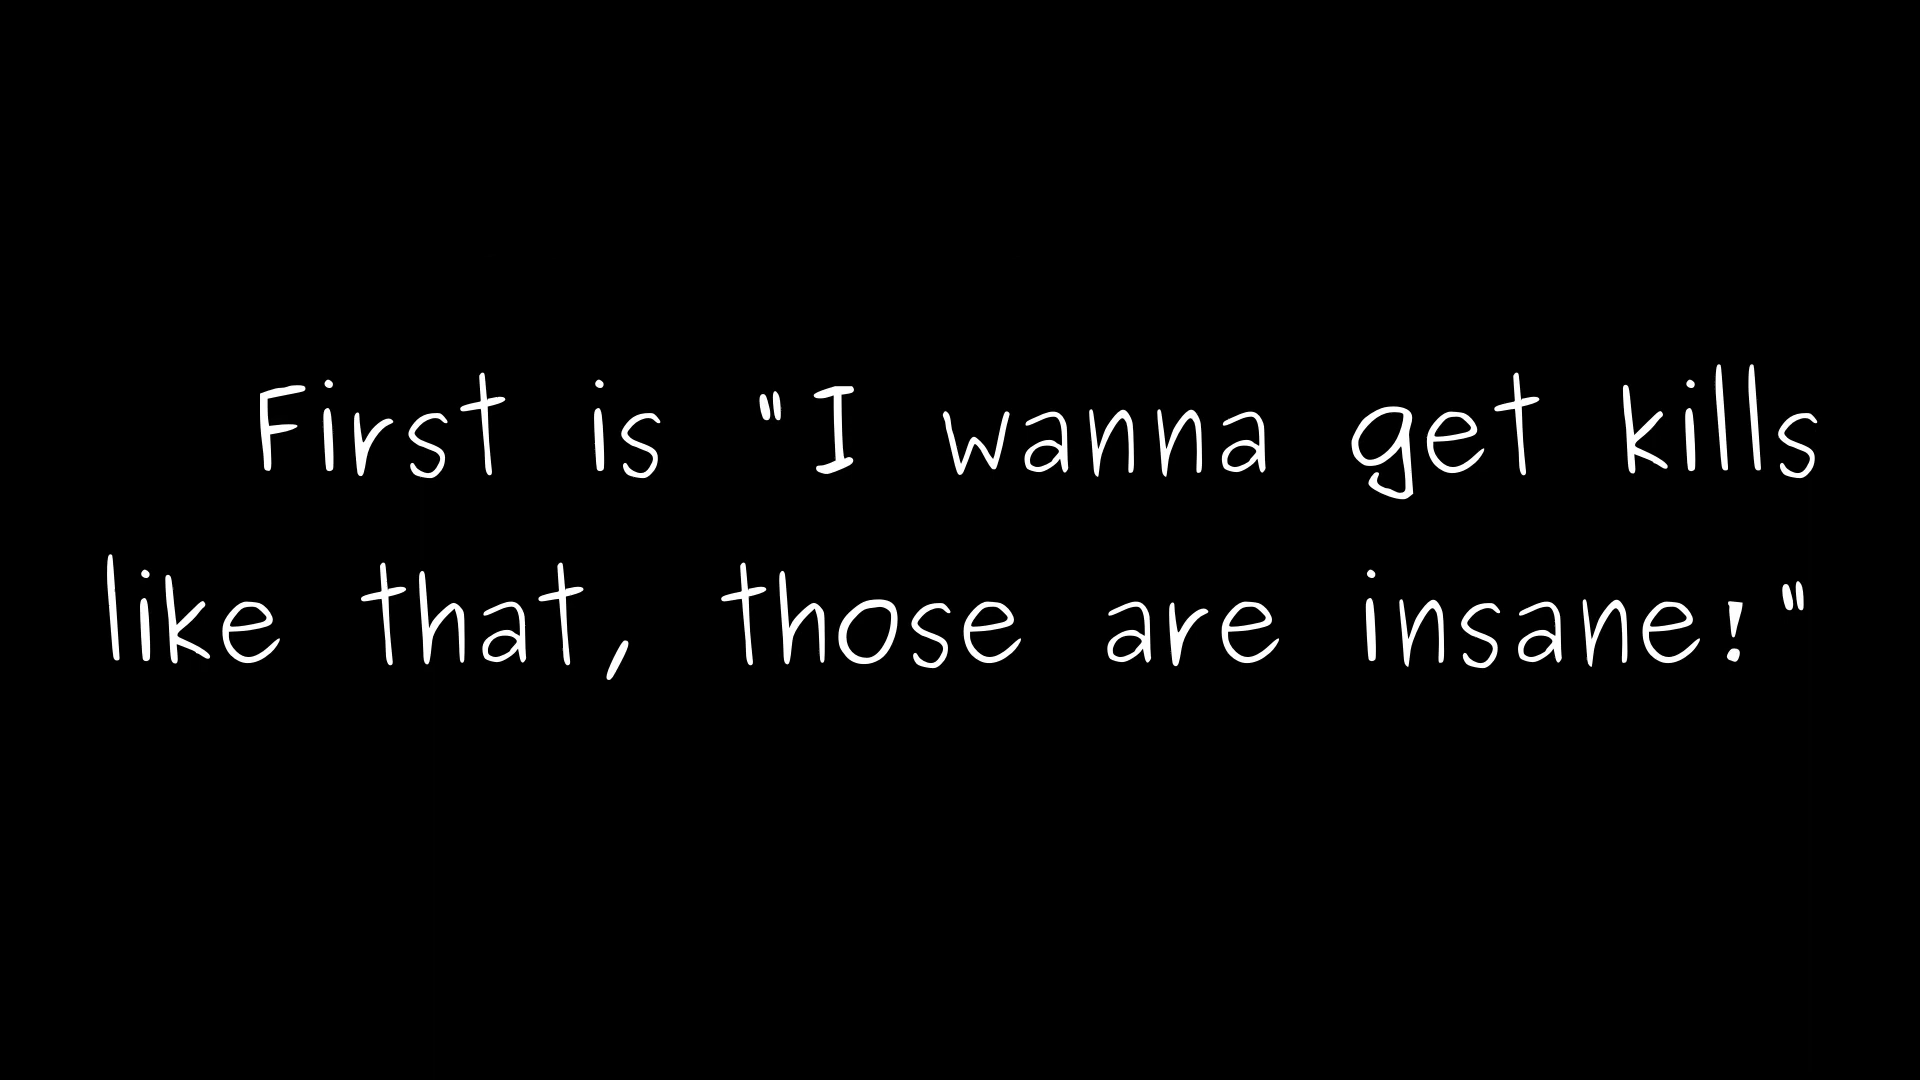 First is "I wanna get kills
like that, those are insane!"